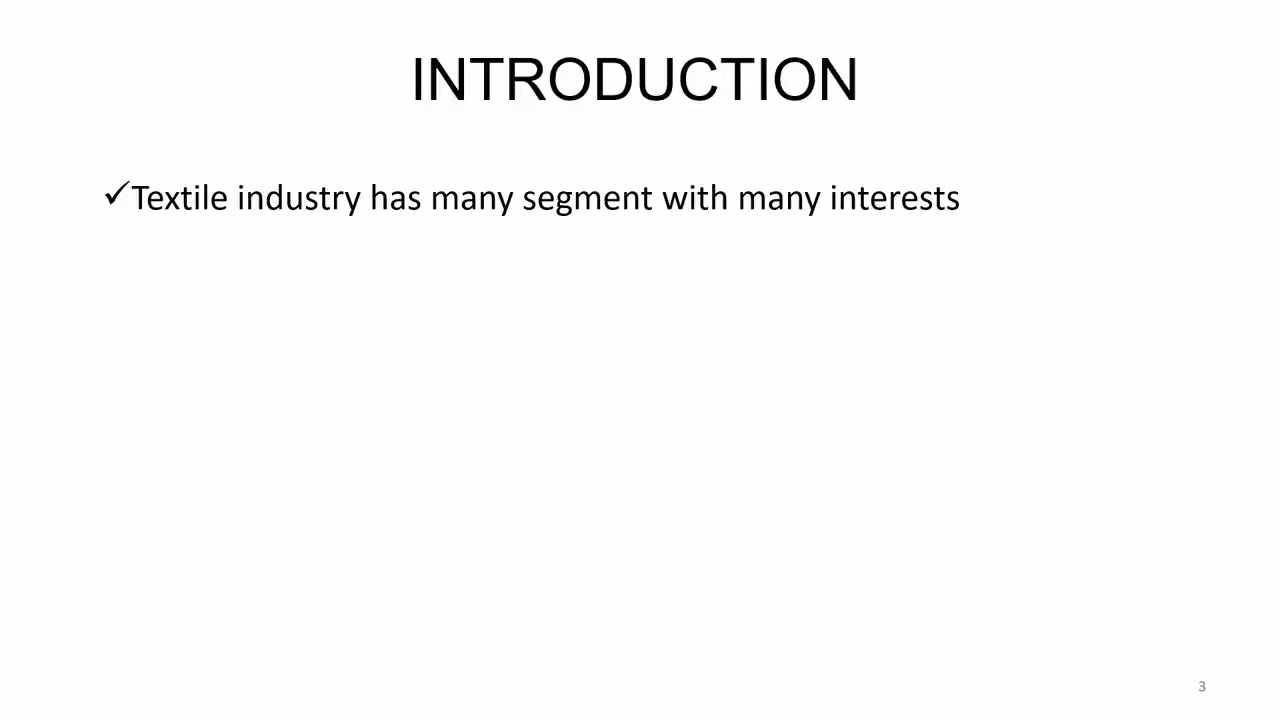 INTRODUCTION
✓Textile industry has many segment with many interests
3